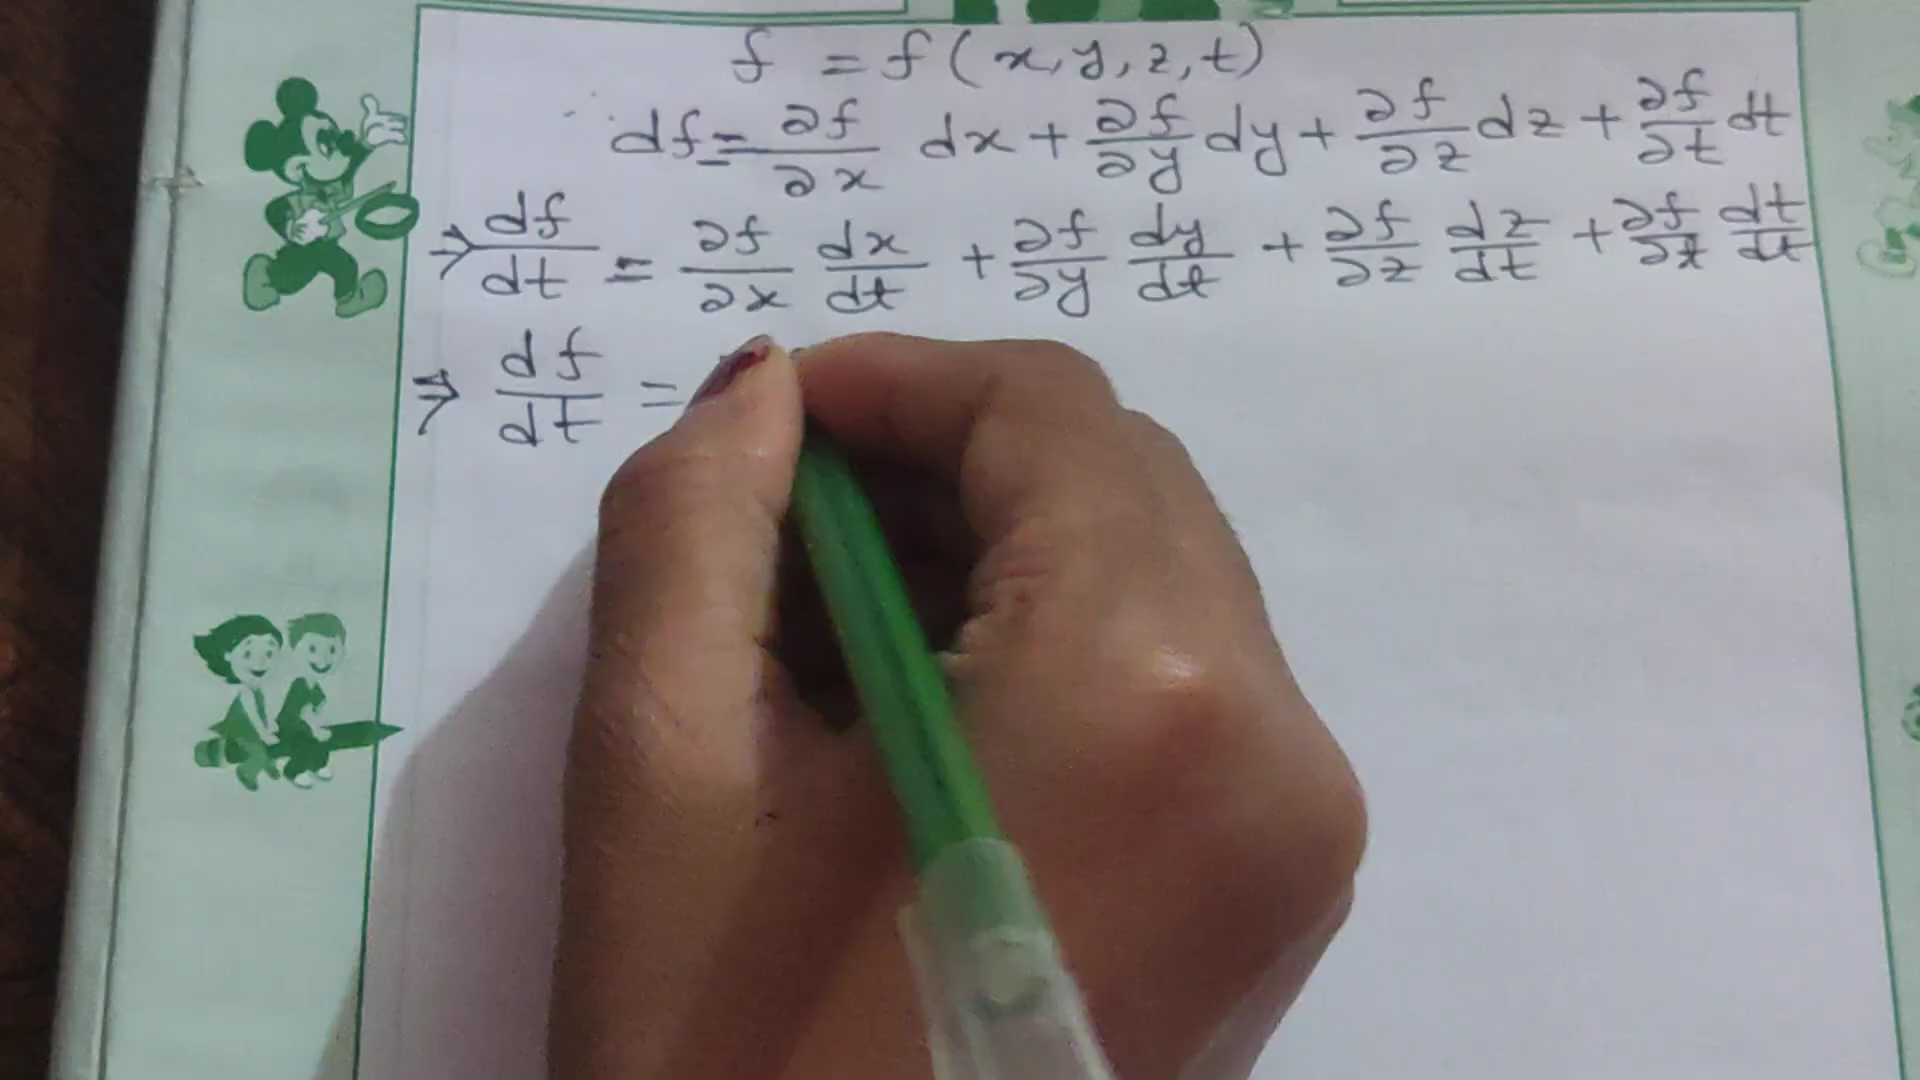 f = f(x, y, z, t)
df = ∂f/∂x dx + ∂f/∂y dy + ∂f/∂z dz + ∂f/∂t dt
⇒ df/dt = ∂f/∂x dx/dt + ∂f/∂y dy/dt + ∂f/∂z dz/dt + ∂f/∂t dt/dt
⇒ df/dt =